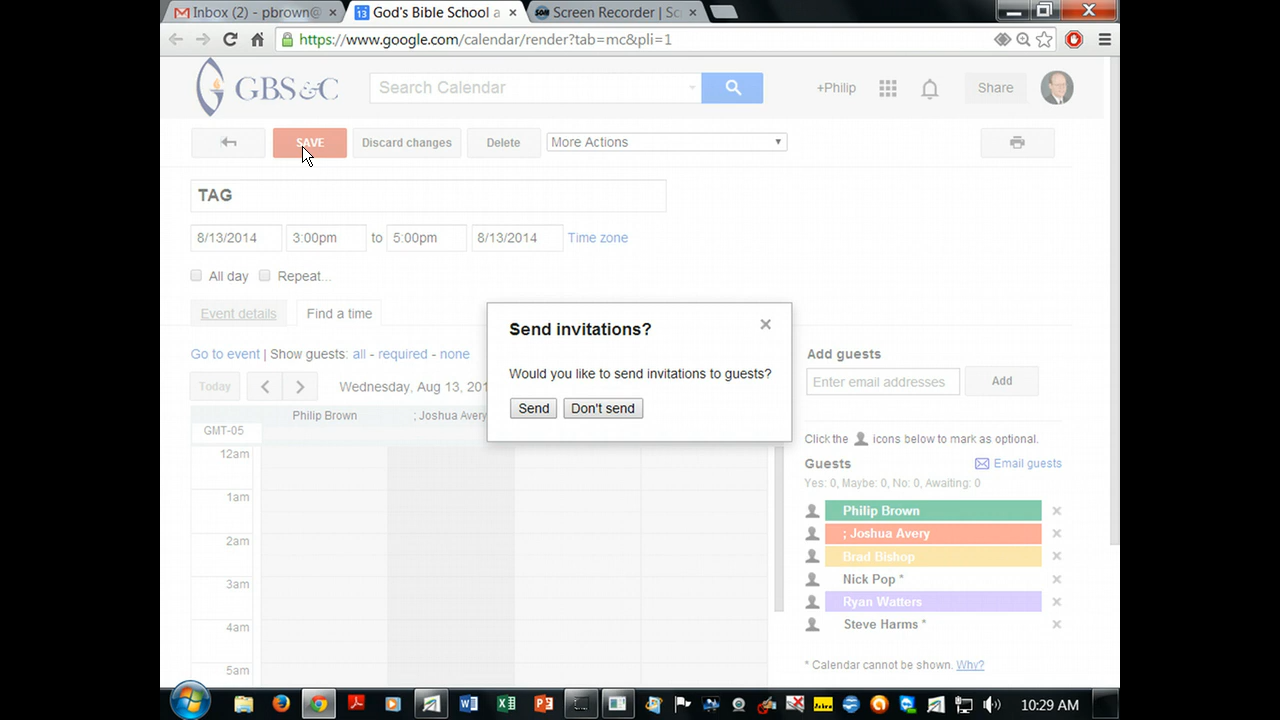 Inbox (2) - pbrown@
God's Bible School a
Screen Recorder | Sc
https://www.google.com/calendar/render?tab=mc&pli=1
GBS&C
Search Calendar
+Philip
Share
SAVE
Discard changes
Delete
More Actions
TAG
8/13/2014
3:00pm
to
5:00pm
8/13/2014
Time zone
All day
Repeat...
Event details
Find a time
Send invitations?
Would you like to send invitations to guests?
Send
Don't send
Go to event | Show guests: all - required - none
Today
Wednesday, Aug 13, 201
Philip Brown
; Joshua Avery
GMT-05
12am
1am
2am
3am
4am
5am
Add guests
Enter email addresses
Add
Click the icons below to mark as optional.
Guests
Email guests
Yes: 0, Maybe: 0, No: 0, Awaiting: 0
Philip Brown
; Joshua Avery
Brad Bishop
Nick Pop *
Ryan Watters
Steve Harms *
* Calendar cannot be shown. Why?
10:29 AM